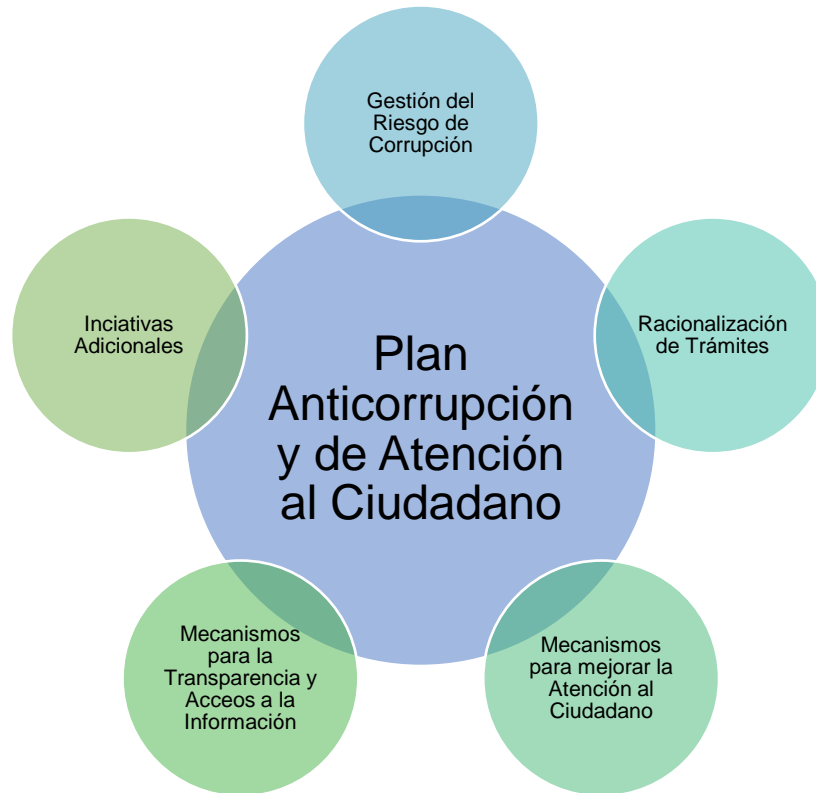 Gestión del
Riesgo de
Corrupción
Inciativas
Adicionales
Racionalización
de Trámites
Plan
Anticorrupción
y de Atención
al Ciudadano
Mecanismos
para la
Transparencia y
Acceos a la
Información
Mecanismos
para mejorar la
Atención al
Ciudadano